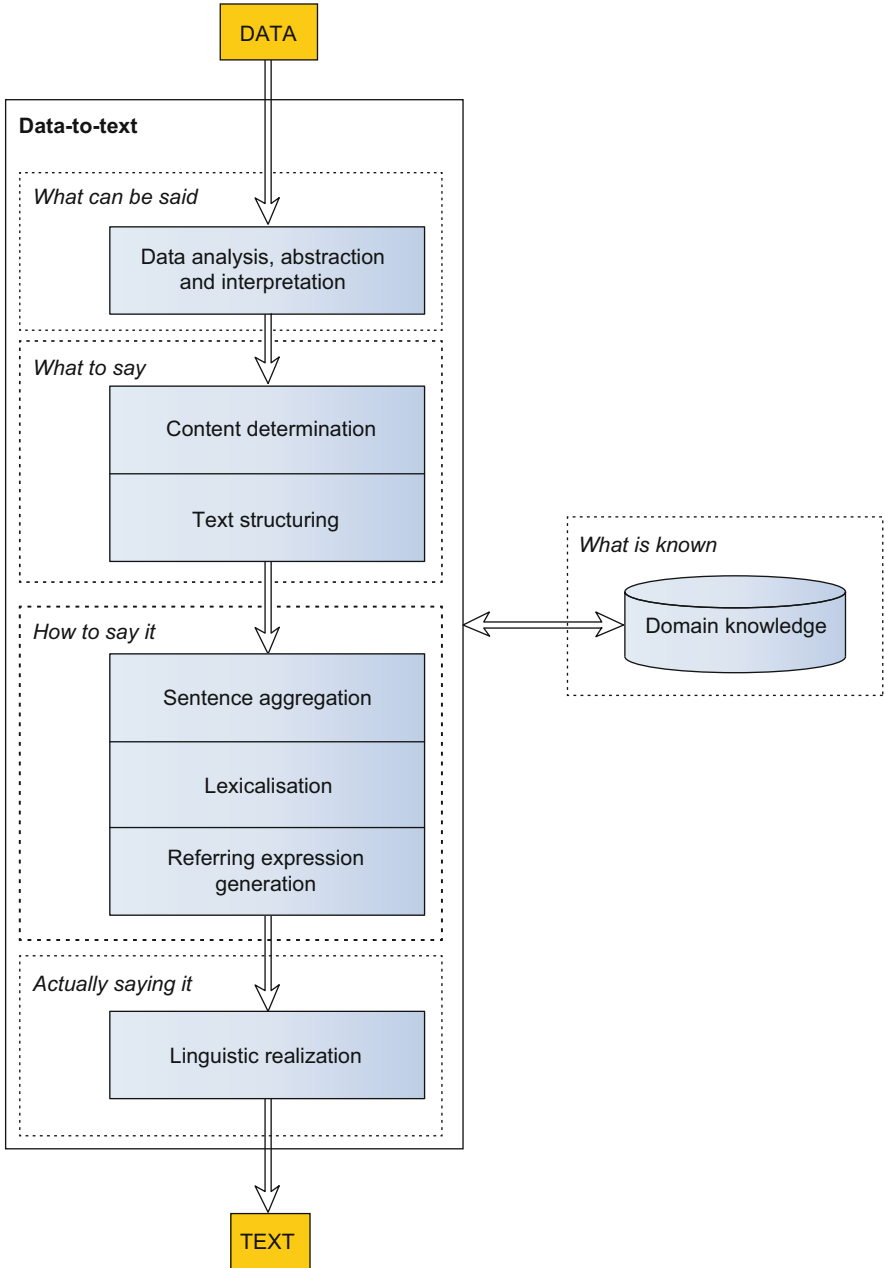 DATA
Data-to-text
What can be said
Data analysis, abstraction
and interpretation
What to say
Content determination
Text structuring
What is known
Domain knowledge
How to say it
Sentence aggregation
Lexicalisation
Referring expression
generation
Actually saying it
Linguistic realization
TEXT